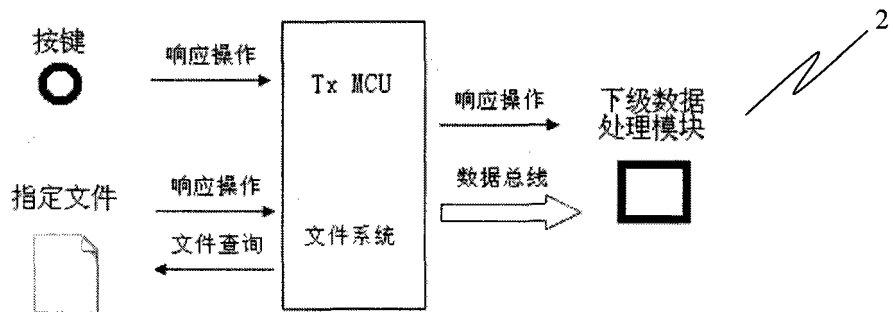 2
按键
响应操作
Tx MCU
响应操作
下级数据
处理模块
指定文件
响应操作
数据总线
文件查询
文件系统